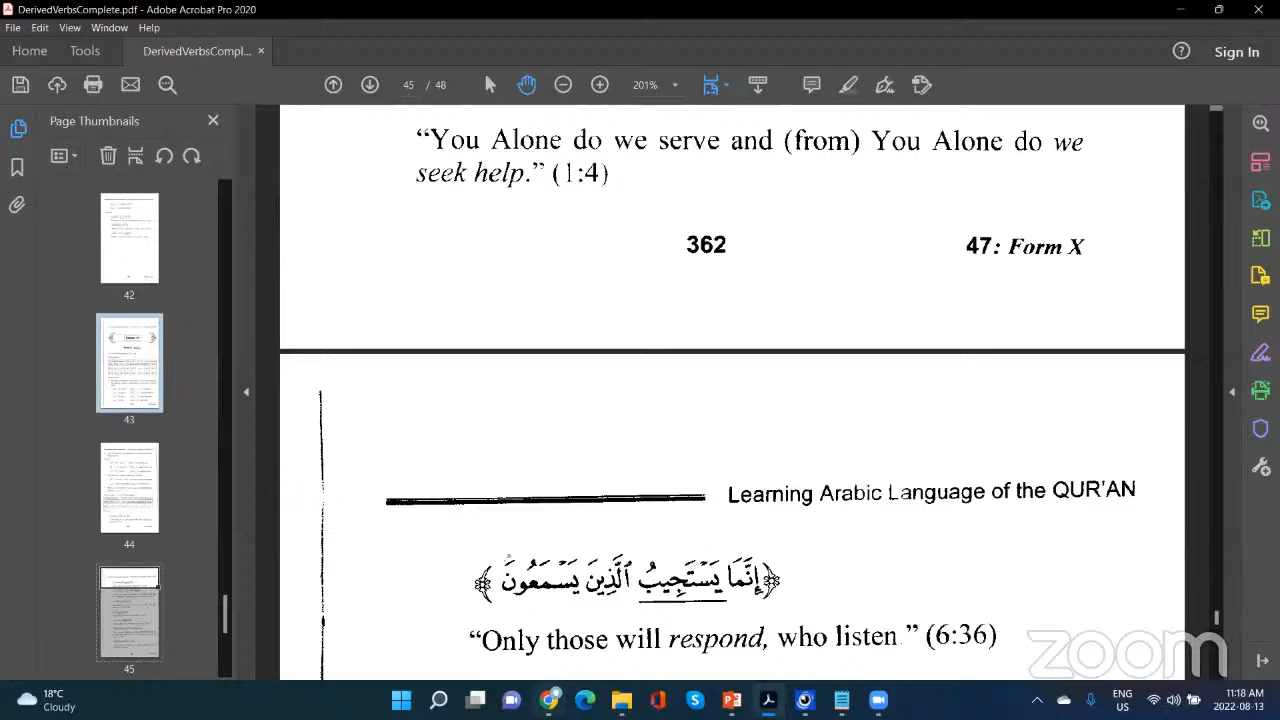 DerivedVerbsComplete.pdf - Adobe Acrobat Pro 2020
File Edit View Window Help
Home Tools DerivedVerbsCompl... × Sign In
45 / 48 201%
Page Thumbnails
42
43
44
45
“You Alone do we serve and (from) You Alone do we
seek help.” (1:4)
362 47: Form X
Learning Arabic Language of the QUR'AN
﴿إِنَّمَا يَسْتَجِيبُ ٱلَّذِينَ يَسْمَعُونَ﴾
“Only those will respond, who listen.” (6:36)
zoom
18°C
Cloudy
ENG
US
11:18 AM
2022-08-13